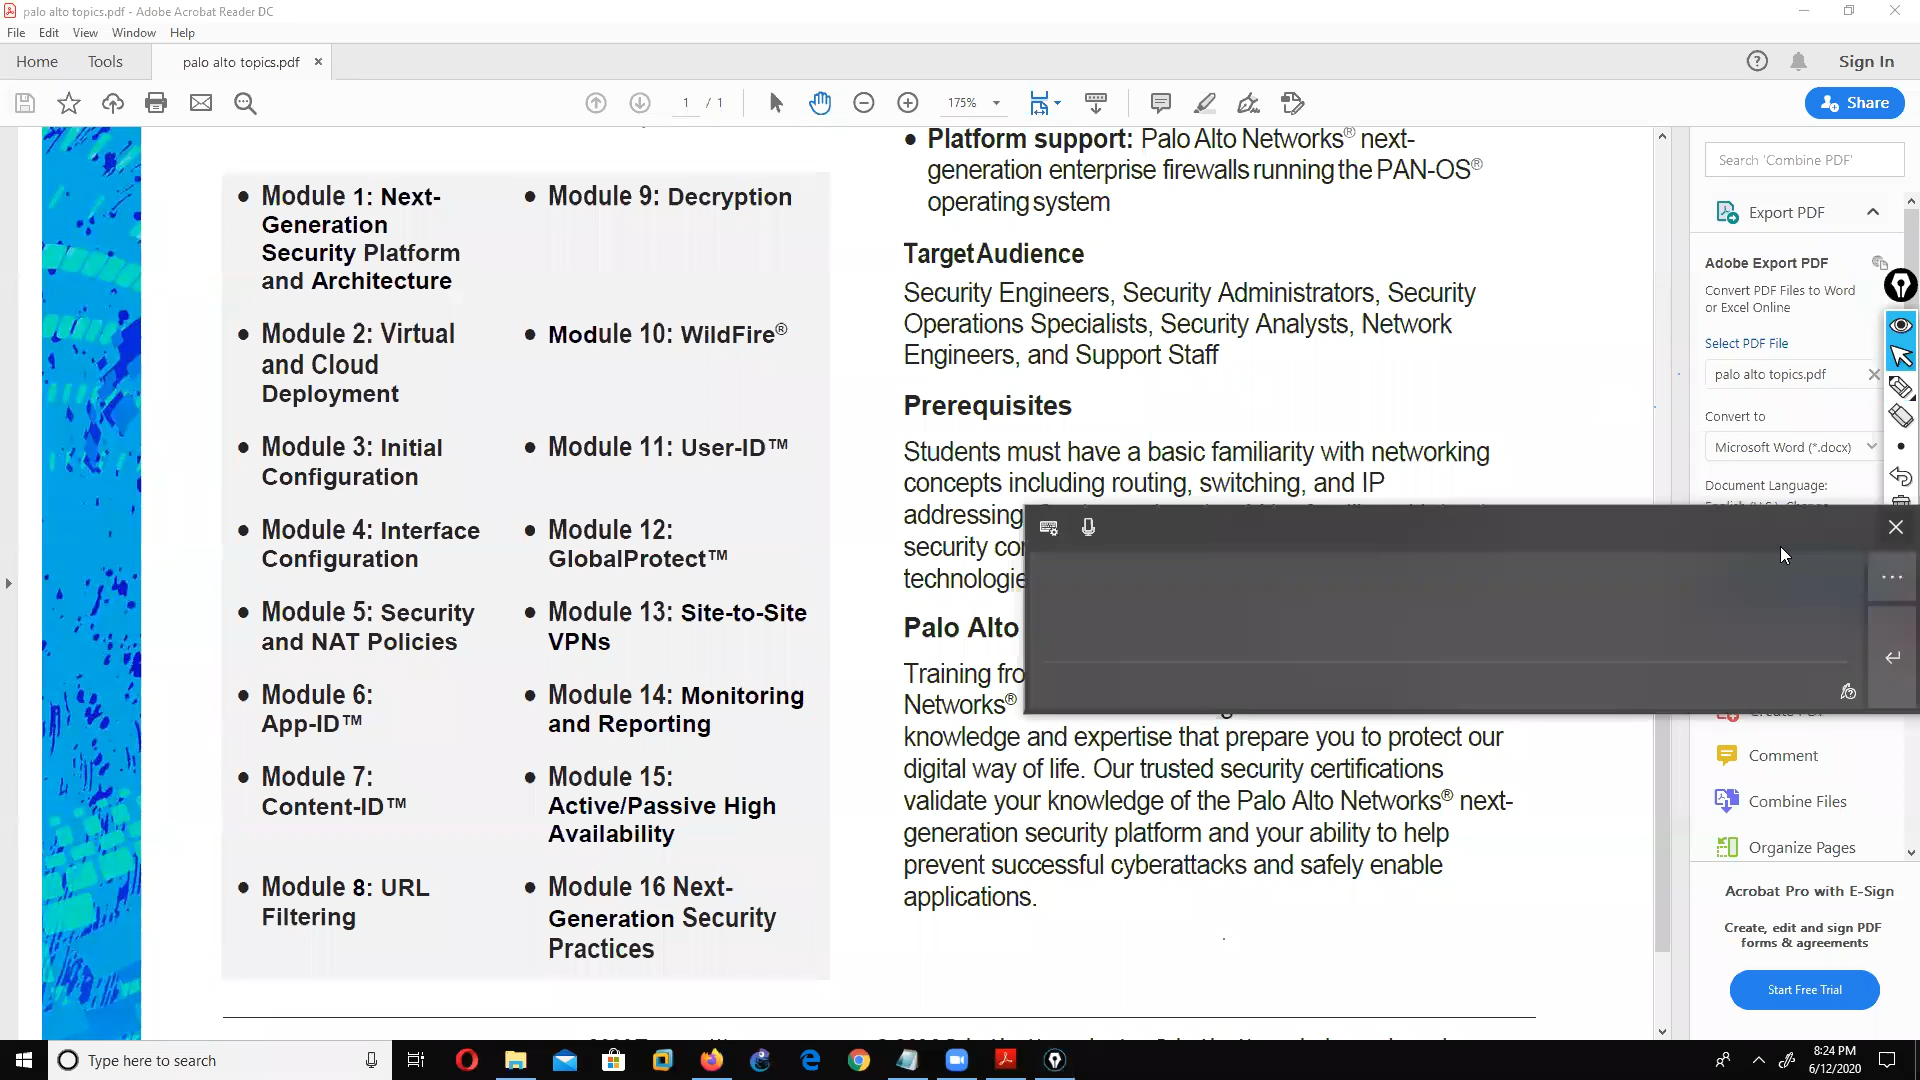 palo alto topics.pdf - Adobe Acrobat Reader DC
File Edit View Window Help
Home Tools palo alto topics.pdf × Sign In
1 / 1 175% Share
Module 1: Next-
Generation
Security Platform
and Architecture
Module 2: Virtual
and Cloud
Deployment
Module 3: Initial
Configuration
Module 4: Interface
Configuration
Module 5: Security
and NAT Policies
Module 6:
App-ID™
Module 7:
Content-ID™
Module 8: URL
Filtering
Module 9: Decryption
Module 10: WildFire®
Module 11: User-ID™
Module 12:
GlobalProtect™
Module 13: Site-to-Site
VPNs
Module 14: Monitoring
and Reporting
Module 15:
Active/Passive High
Availability
Module 16 Next-
Generation Security
Practices
Platform support: Palo Alto Networks® next-
generation enterprise firewalls running the PAN-OS®
operating system
Target Audience
Security Engineers, Security Administrators, Security
Operations Specialists, Security Analysts, Network
Engineers, and Support Staff
Prerequisites
Students must have a basic familiarity with networking
concepts including routing, switching, and IP
addressing
security
Palo Alto
Training
Networks®
knowledge and expertise that prepare you to protect our
digital way of life. Our trusted security certifications
validate your knowledge of the Palo Alto Networks® next-
generation security platform and your ability to help
prevent successful cyberattacks and safely enable
applications.
Search 'Combine PDF'
Export PDF
Adobe Export PDF
Convert PDF Files to Word
or Excel Online
Select PDF File
palo alto topics.pdf
Convert to
Microsoft Word (*.docx)
Document Language:
Comment
Combine Files
Organize Pages
Acrobat Pro with E-Sign
Create, edit and sign PDF
forms & agreements
Start Free Trial
Type here to search
8:24 PM
6/12/2020